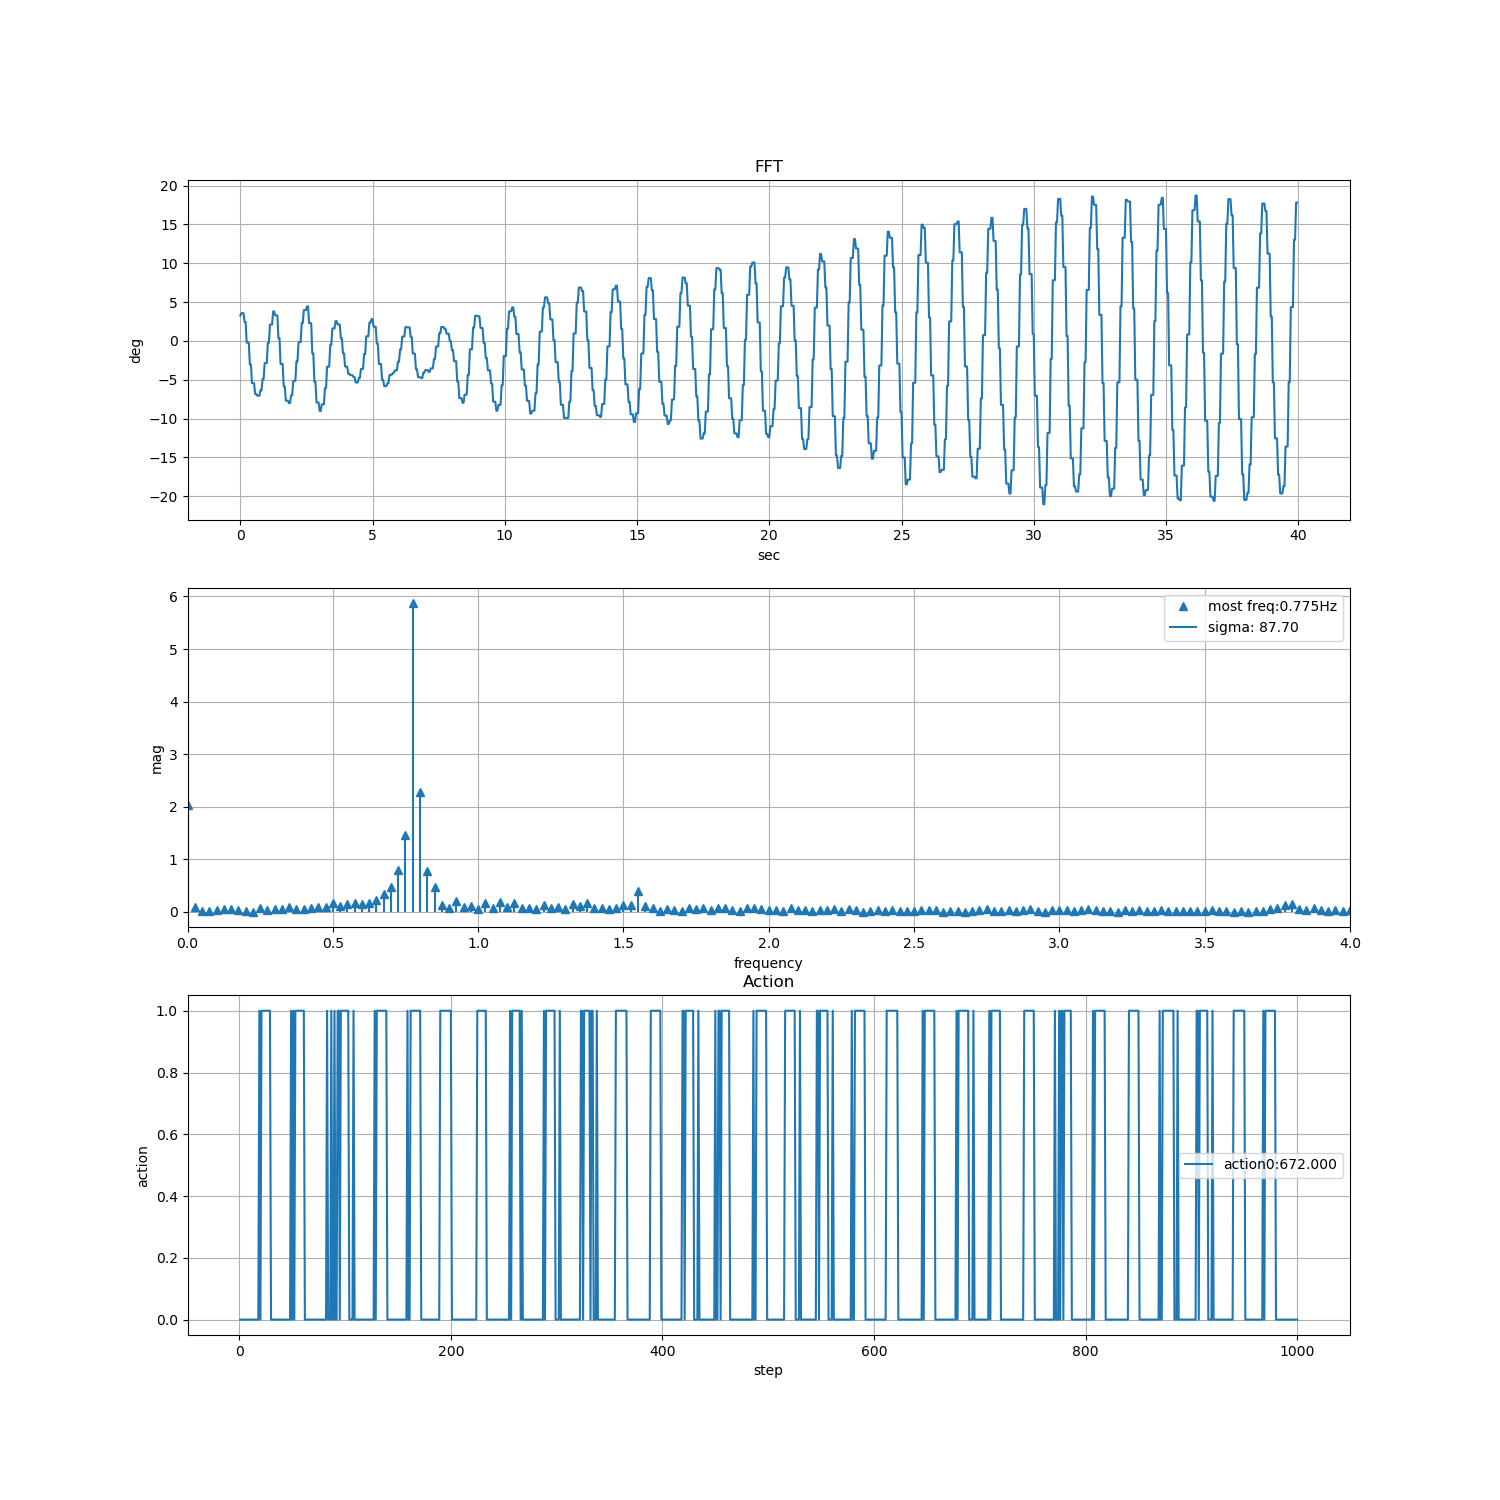 FFT
20
15
10
5
0
−5
−10
−15
−20
deg
0 5 10 15 20 25 30 35 40
sec
6
5
4
3
2
1
0
mag
most freq:0.775Hz
sigma: 87.70
0.0 0.5 1.0 1.5 2.0 2.5 3.0 3.5 4.0
frequency
Action
1.0
0.8
0.6
0.4
0.2
0.0
action
action0:672.000
0 200 400 600 800 1000
step